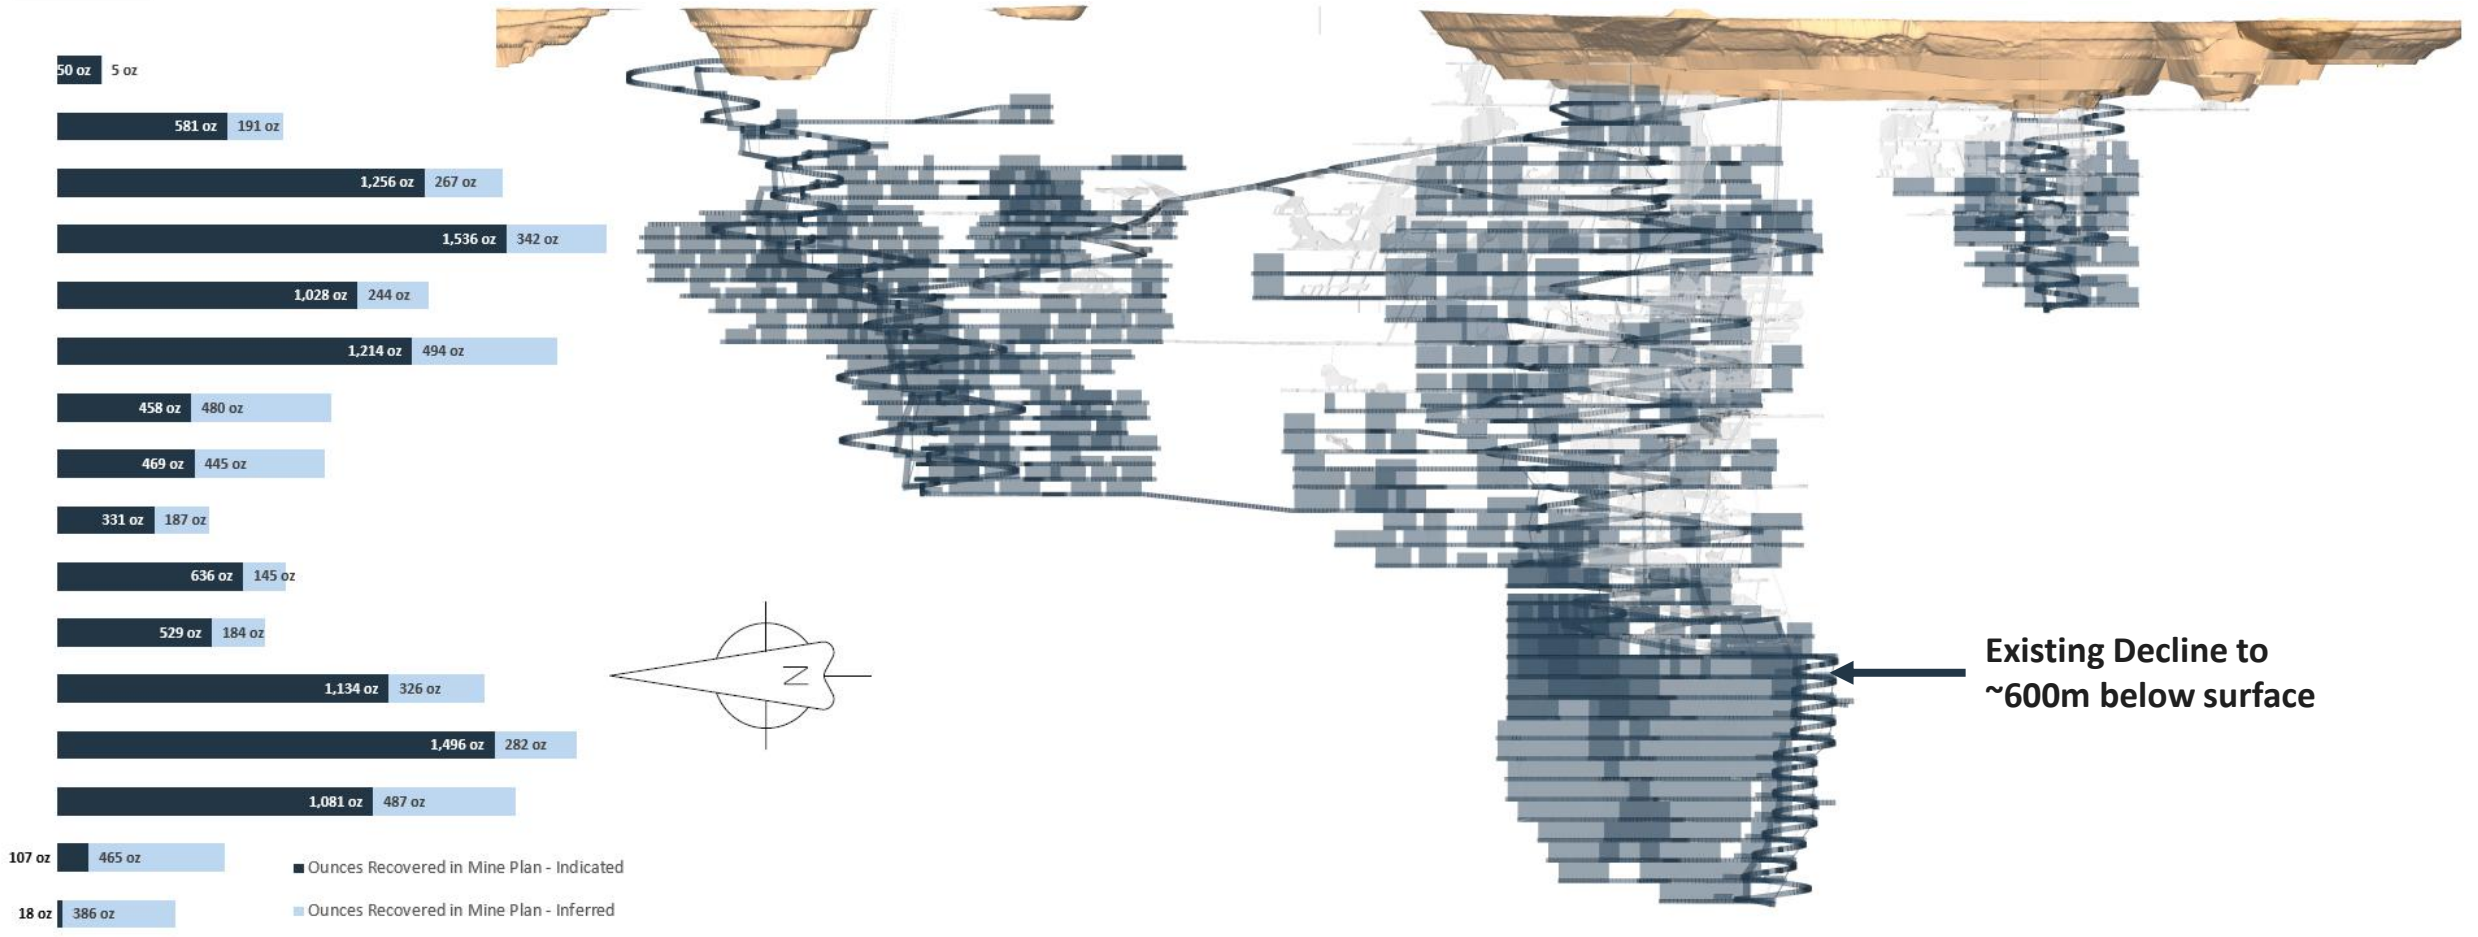 50 oz 5 oz
581 oz 191 oz
1,256 oz 267 oz
1,536 oz 342 oz
1,028 oz 244 oz
1,214 oz 494 oz
458 oz 480 oz
469 oz 445 oz
331 oz 187 oz
636 oz 145 oz
529 oz 184 oz
1,134 oz 326 oz
1,496 oz 282 oz
1,081 oz 487 oz
107 oz 465 oz
18 oz 386 oz
Ounces Recovered in Mine Plan - Indicated
Ounces Recovered in Mine Plan - Inferred
N
Existing Decline to
~600m below surface